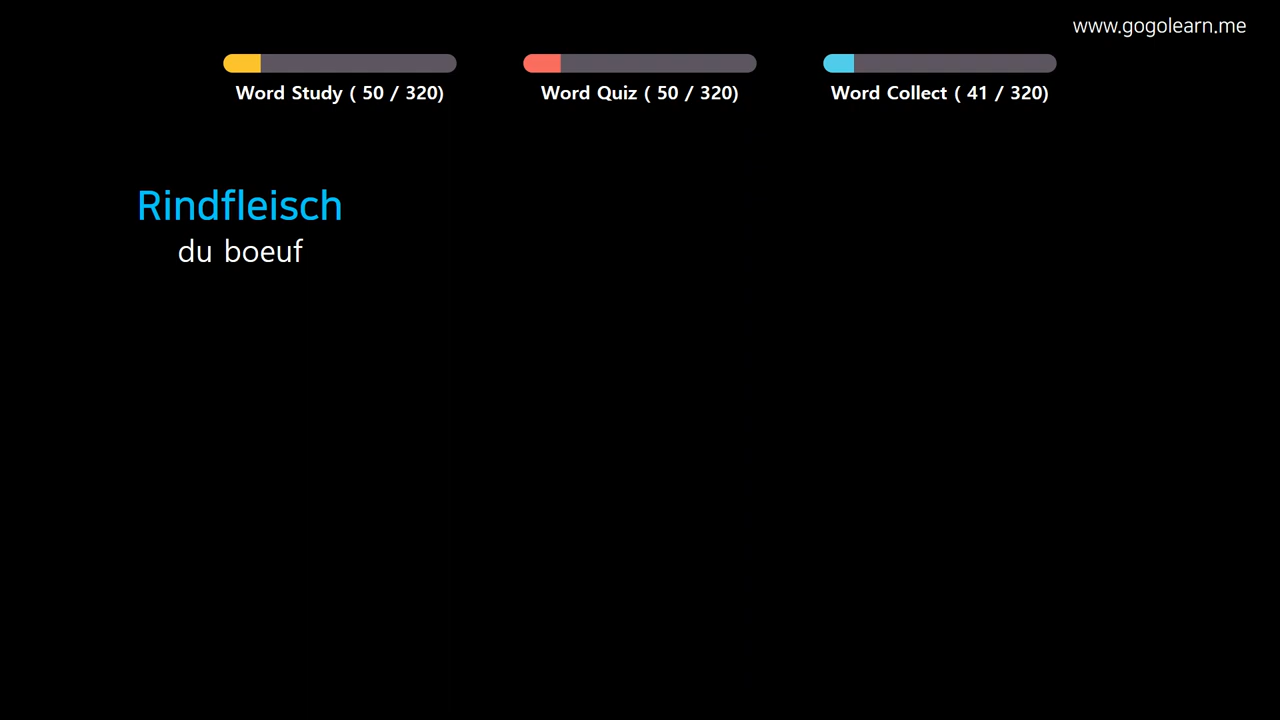 www.gogolearn.me
Word Study ( 50 / 320)
Word Quiz ( 50 / 320)
Word Collect ( 41 / 320)
Rindfleisch
du boeuf